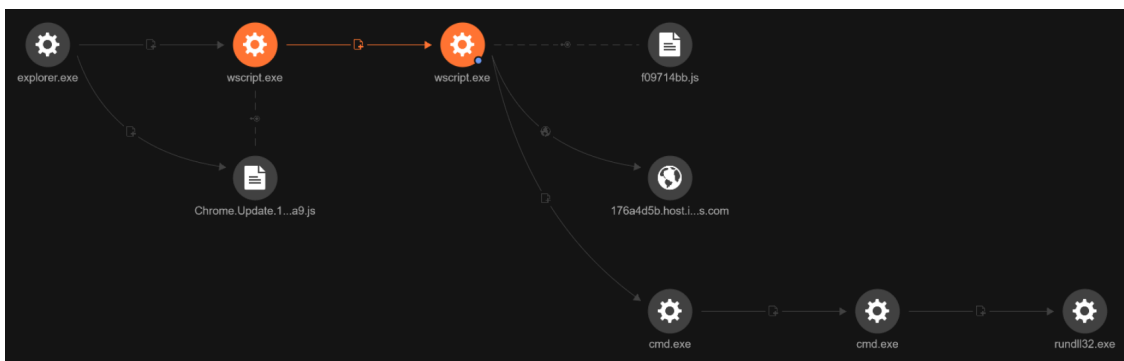 explorer.exe
wscript.exe
wscript.exe
f09714bb.js
Chrome.Update.1...a9.js
176a4d5b.host.i...s.com
cmd.exe
cmd.exe
rundll32.exe